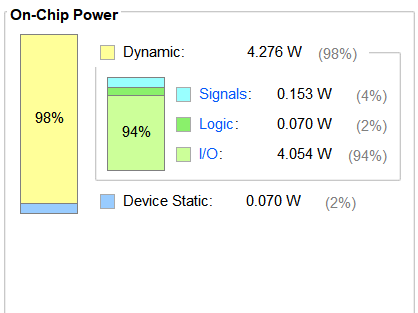 On-Chip Power
Dynamic: 4.276 W (98%)
98%
Signals: 0.153 W (4%)
Logic: 0.070 W (2%)
94%
I/O: 4.054 W (94%)
Device Static: 0.070 W (2%)